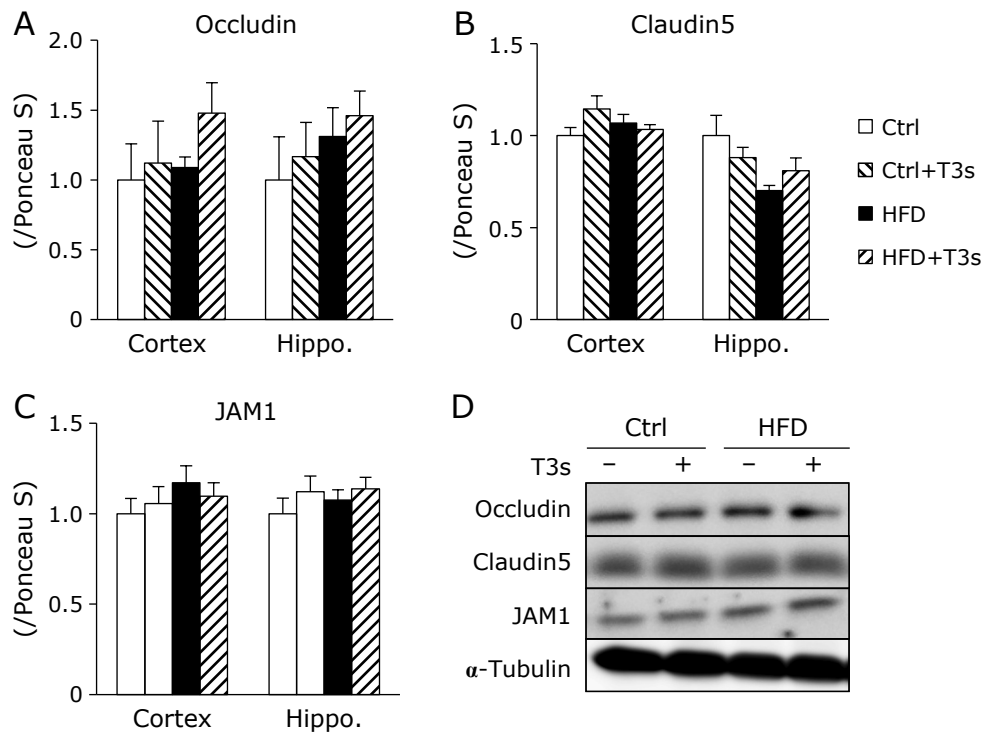 A
Occludin
(/Ponceau S)
2.0
1.5
1.0
0.5
0
Cortex Hippo.
B
Claudin5
(/Ponceau S)
1.5
1.0
0.5
0
Cortex Hippo.
Ctrl
Ctrl+T3s
HFD
HFD+T3s
C
JAM1
(/Ponceau S)
1.5
1.0
0.5
0
Cortex Hippo.
D
Ctrl HFD
T3s – + – +
Occludin
Claudin5
JAM1
α-Tubulin